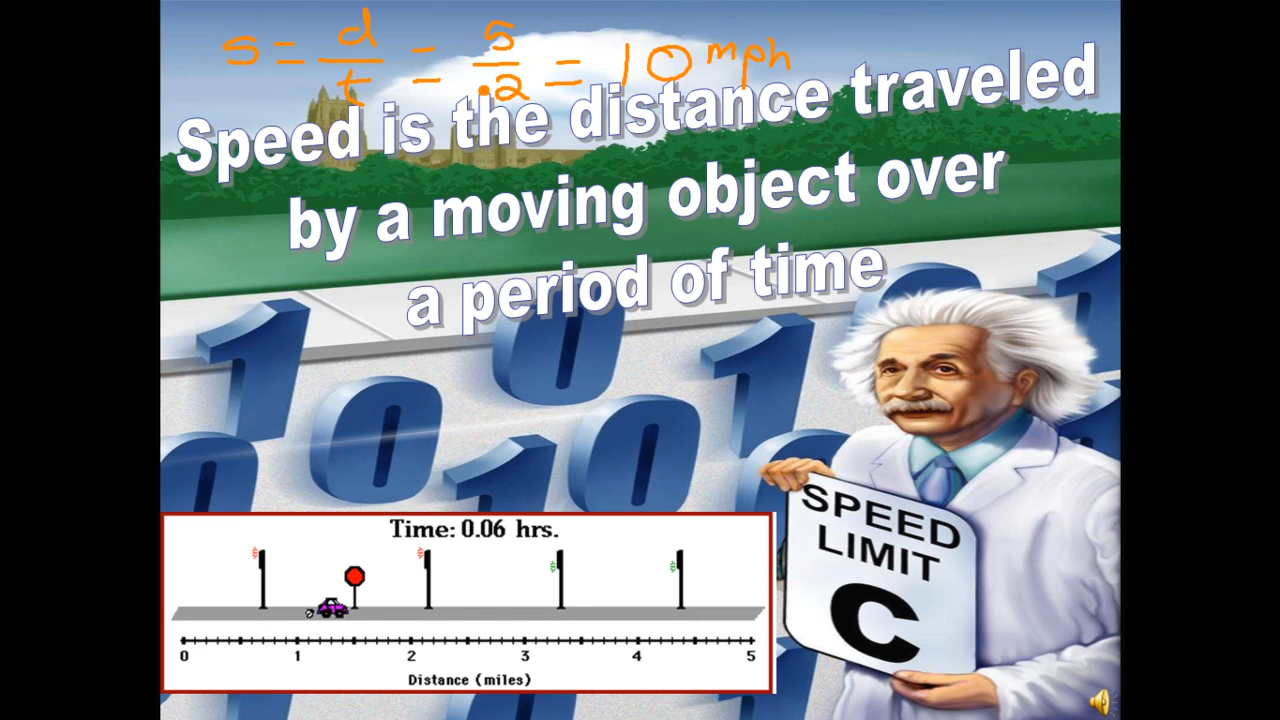 s = d/t = 5/.2 = 10 mph
Speed is the distance traveled
by a moving object over
a period of time
SPEED
LIMIT
C
Time: 0.06 hrs.
0 1 2 3 4 5
Distance (miles)